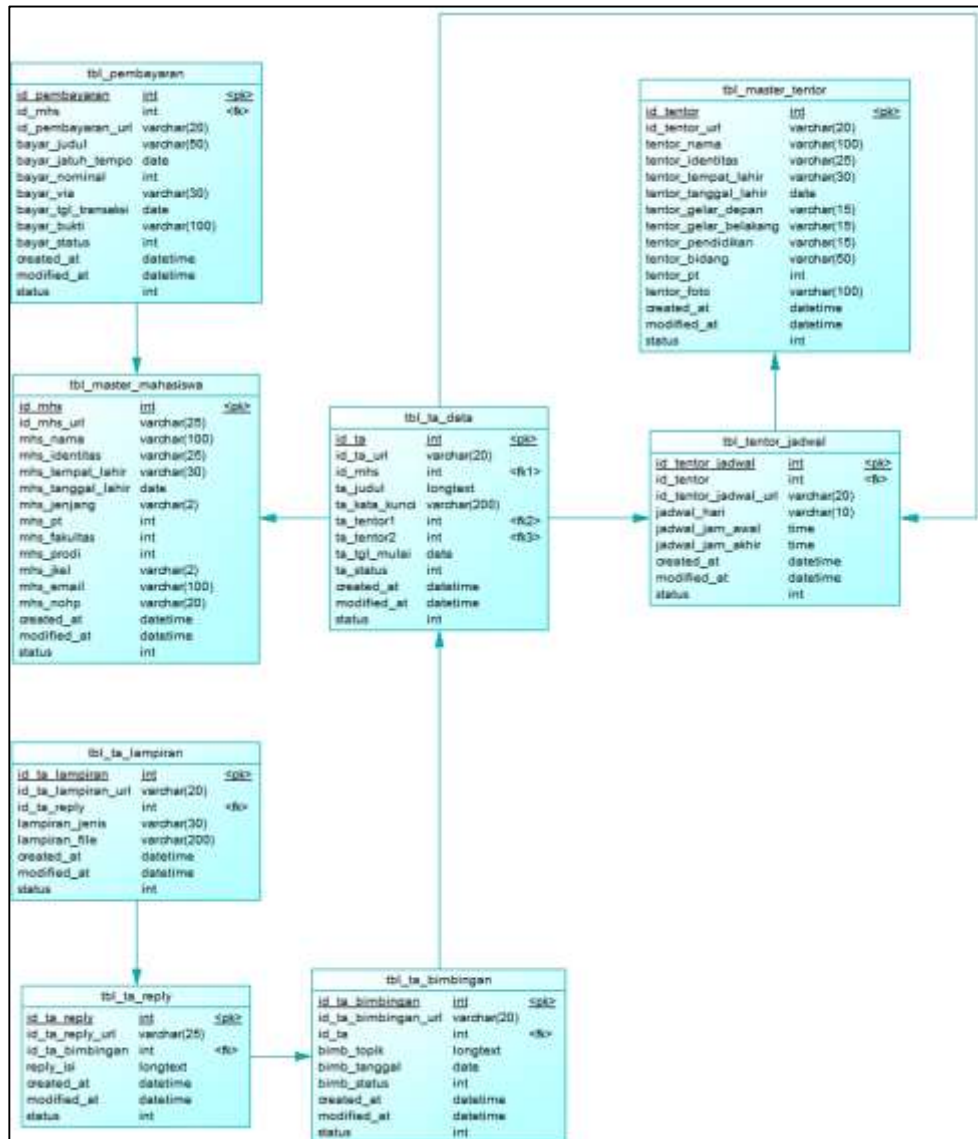 tbl_pembayaran
id_pembayaran int <pk>
id_mhs int <fk>
id_pembayaran_url varchar(20)
bayar_judul varchar(50)
bayar_jatuh_tempo date
bayar_nominal int
bayar_via varchar(30)
bayar_tgl_transaksi date
bayar_bukti varchar(100)
bayar_status int
created_at datetime
modified_at datetime
status int
tbl_master_tentor
id_tentor int <pk>
id_tentor_url varchar(20)
tentor_nama varchar(100)
tentor_identitas varchar(25)
tentor_tempat_lahir varchar(30)
tentor_tanggal_lahir date
tentor_gelar_depan varchar(15)
tentor_gelar_belakang varchar(15)
tentor_pendidikan varchar(15)
tentor_bidang varchar(50)
tentor_pt int
tentor_foto varchar(100)
created_at datetime
modified_at datetime
status int
tbl_master_mahasiswa
id_mhs int <pk>
id_mhs_url varchar(25)
mhs_nama varchar(100)
mhs_identitas varchar(25)
mhs_tempat_lahir varchar(30)
mhs_tanggal_lahir date
mhs_jenjang varchar(2)
mhs_pt int
mhs_fakultas int
mhs_prodi int
mhs_jkel varchar(2)
mhs_email varchar(100)
mhs_nohp varchar(20)
created_at datetime
modified_at datetime
status int
tbl_ta_data
id_ta int <pk>
id_ta_url varchar(20)
id_mhs int <fk1>
ta_judul longtext
ta_kata_kunci varchar(200)
ta_tentor1 int <fk2>
ta_tentor2 int <fk3>
ta_tgl_mulai date
ta_status int
created_at datetime
modified_at datetime
status int
tbl_tentor_jadwal
id_tentor_jadwal int <pk>
id_tentor int <fk>
id_tentor_jadwal_url varchar(20)
jadwal_hari varchar(10)
jadwal_jam_awal time
jadwal_jam_akhir time
created_at datetime
modified_at datetime
status int
tbl_ta_lampiran
id_ta_lampiran int <pk>
id_ta_lampiran_url varchar(20)
id_ta_reply int <fk>
lampiran_jenis varchar(30)
lampiran_file varchar(200)
created_at datetime
modified_at datetime
status int
tbl_ta_reply
id_ta_reply int <pk>
id_ta_reply_url varchar(25)
id_ta_bimbingan int <fk>
reply_isi longtext
created_at datetime
modified_at datetime
status int
tbl_ta_bimbingan
id_ta_bimbingan int <pk>
id_ta_bimbingan_url varchar(20)
id_ta int <fk>
bimb_topik longtext
bimb_tanggal date
bimb_status int
created_at datetime
modified_at datetime
status int